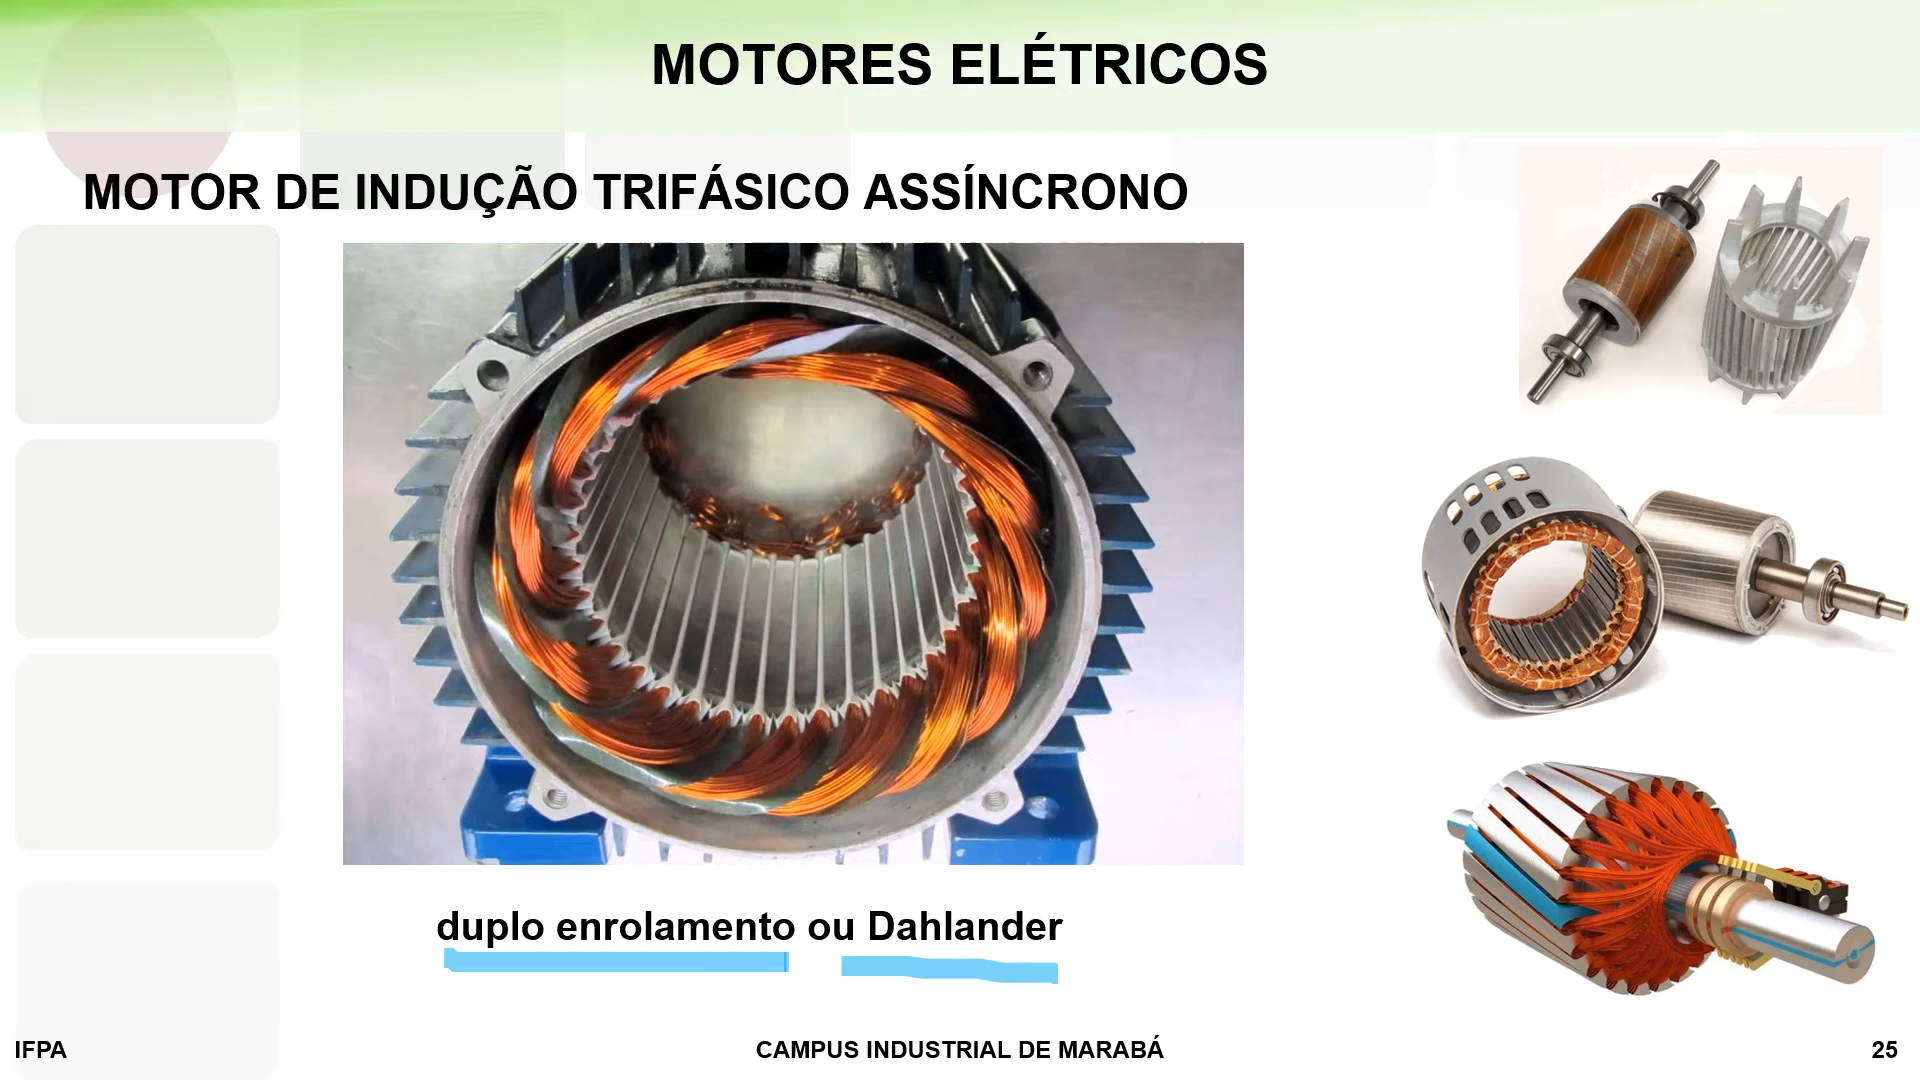 MOTORES ELÉTRICOS
MOTOR DE INDUÇÃO TRIFÁSICO ASSÍNCRONO
duplo enrolamento ou Dahlander
IFPA
CAMPUS INDUSTRIAL DE MARABÁ
25